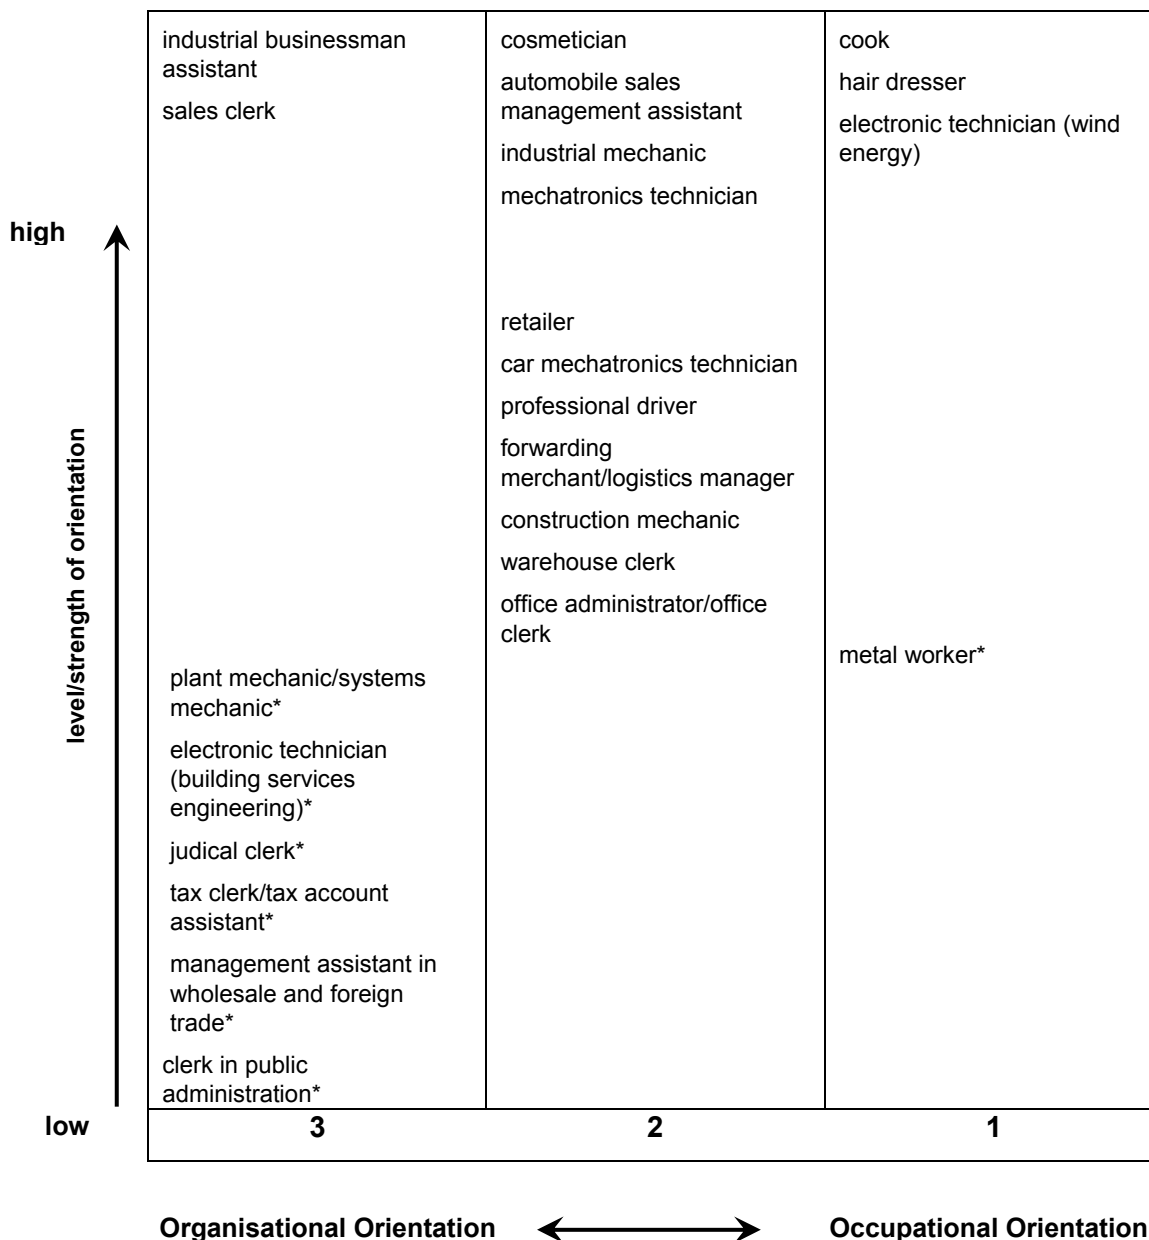 industrial businessman
assistant
sales clerk
cosmetician
automobile sales
management assistant
industrial mechanic
mechatronics technician
cook
hair dresser
electronic technician (wind
energy)
high
retailer
car mechatronics technician
professional driver
forwarding
merchant/logistics manager
construction mechanic
warehouse clerk
office administrator/office
clerk
level/strength of orientation
metal worker*
plant mechanic/systems
mechanic*
electronic technician
(building services
engineering)*
judical clerk*
tax clerk/tax account
assistant*
management assistant in
wholesale and foreign
trade*
clerk in public
administration*
low
3
2
1
Organisational Orientation
Occupational Orientation